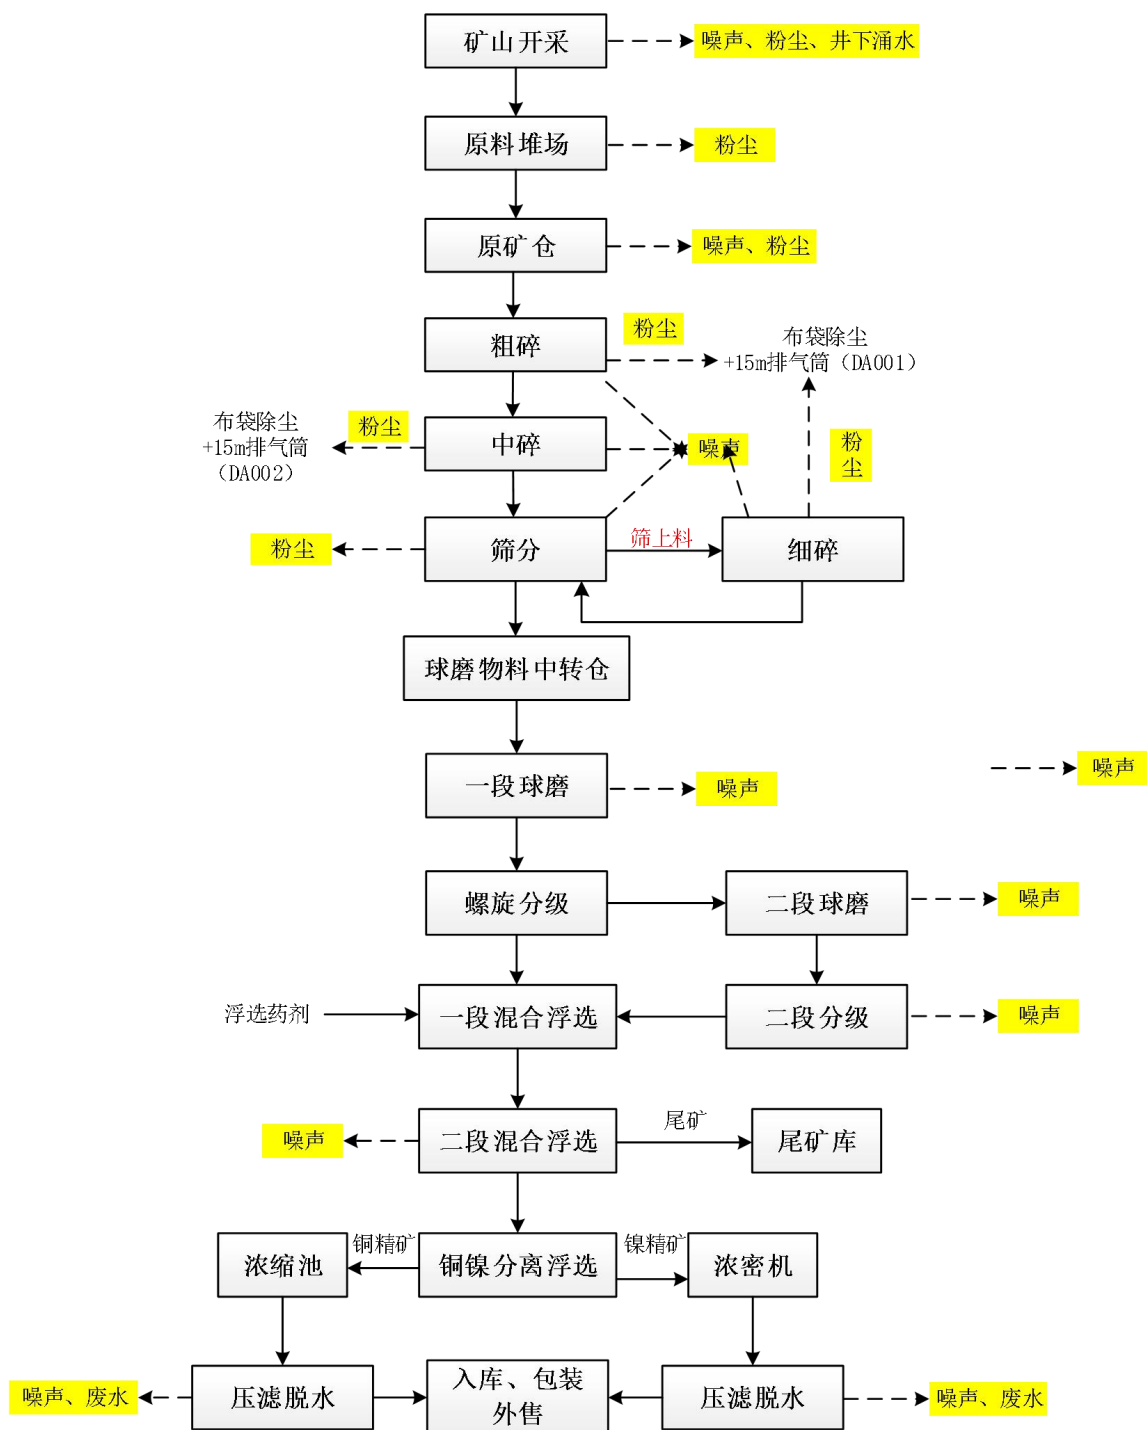 矿山开采
噪声、粉尘、井下涌水
原料堆场
粉尘
原矿仓
噪声、粉尘
粗碎
粉尘
布袋除尘
+15m排气筒（DA001）
布袋除尘
+15m排气筒
（DA002）
粉尘
中碎
噪声
粉
尘
粉尘
筛分
筛上料
细碎
球磨物料中转仓
一段球磨
噪声
噪声
螺旋分级
二段球磨
噪声
浮选药剂
一段混合浮选
二段分级
噪声
噪声
二段混合浮选
尾矿
尾矿库
浓缩池
铜精矿
铜镍分离浮选
镍精矿
浓密机
噪声、废水
压滤脱水
入库、包装
外售
压滤脱水
噪声、废水